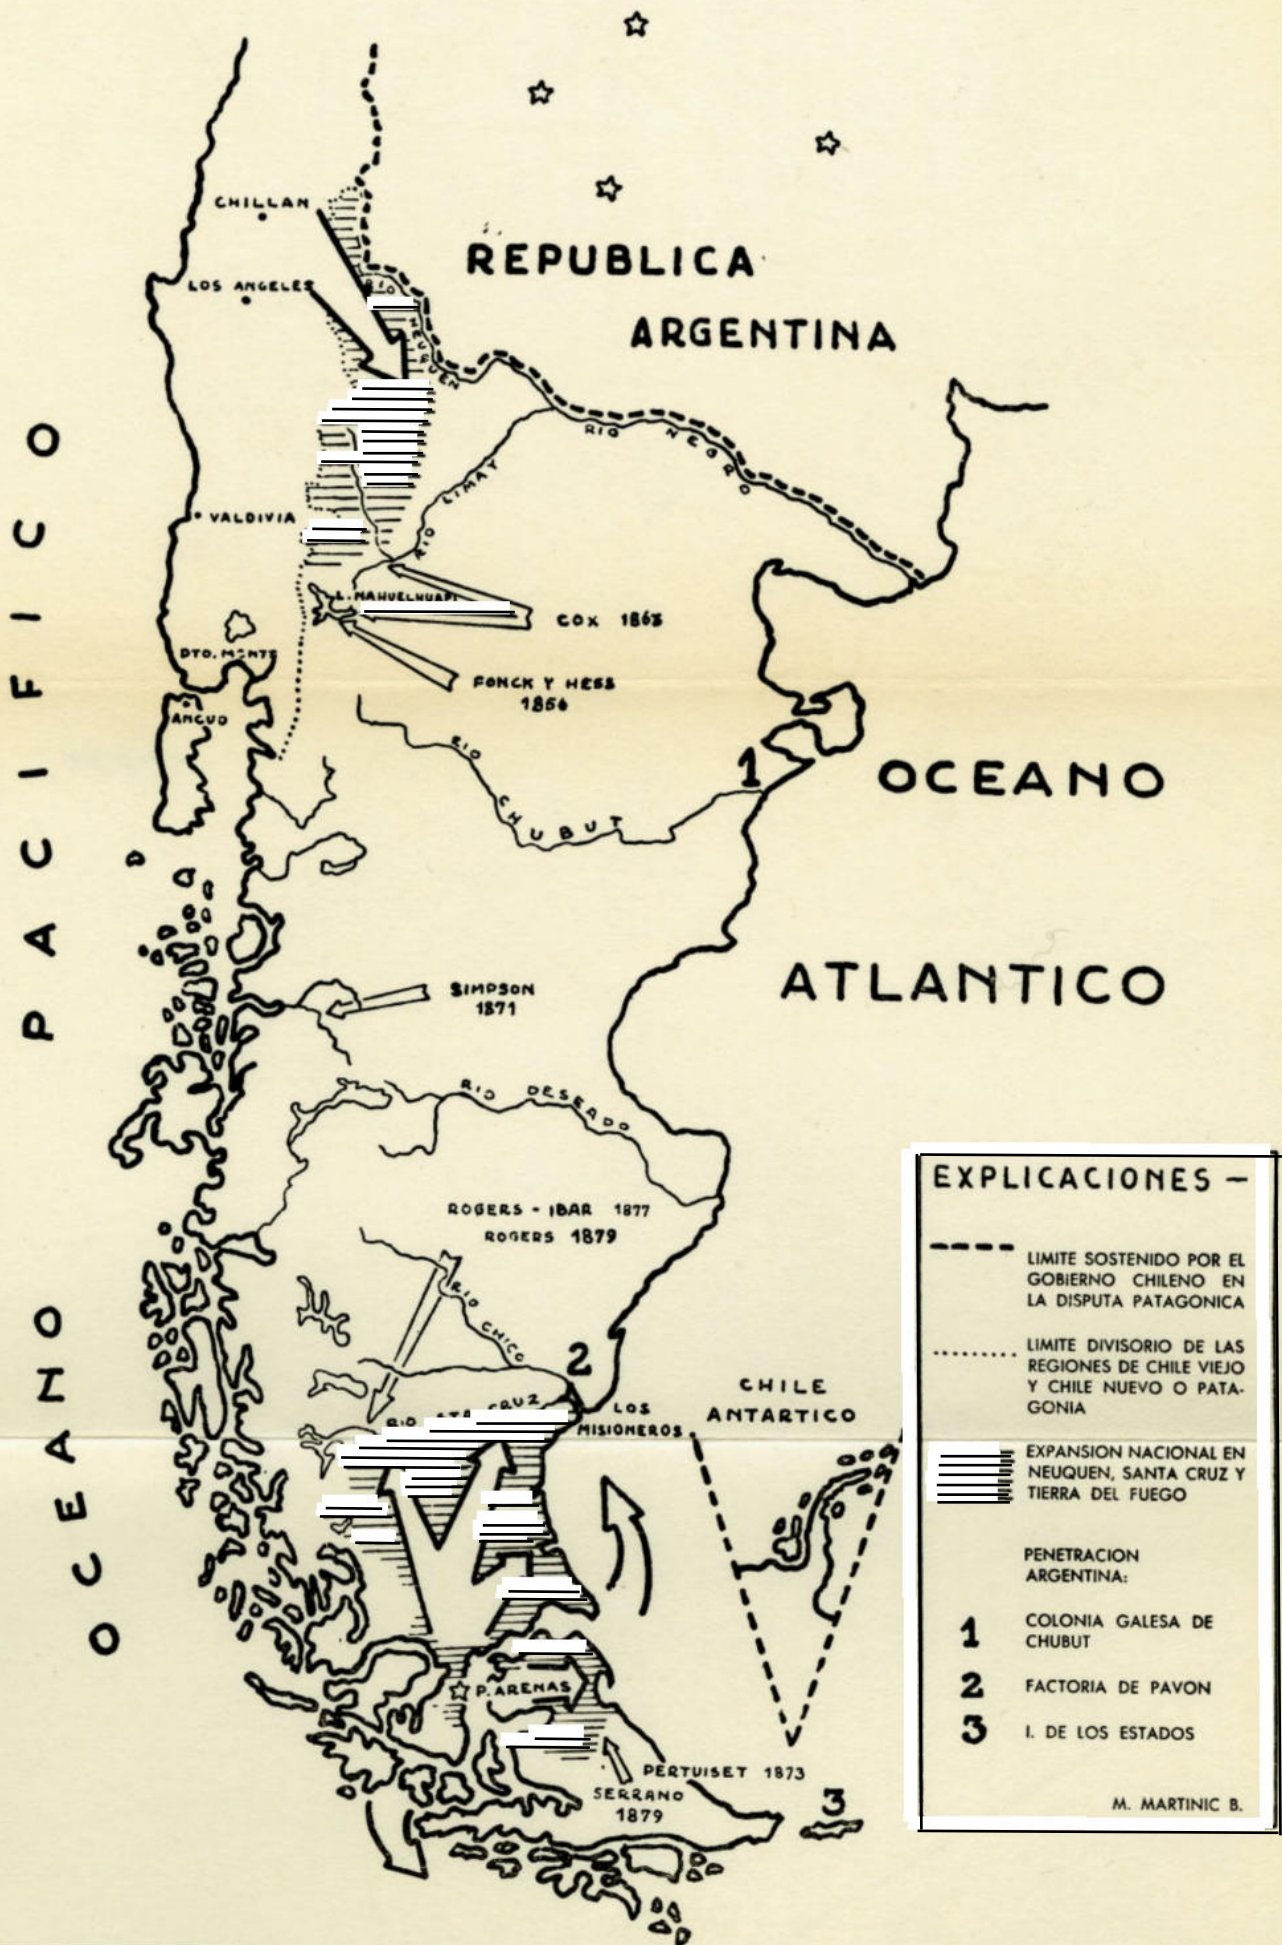 CHILLAN
LOS ANGELES
REPUBLICA
ARGENTINA
RIO
NEUQUEN
RIO NEGRO
RIO LIMAY
VALDIVIA
L. NAHUELHUAPI
COX 1863
PTO. MONTT
FONCK Y HESS
1856
ANCUD
RIO
CHUBUT
1
OCEANO
ATLANTICO
OCEANO PACIFICO
SIMPSON
1871
RIO DESEADO
ROGERS - IBAR 1877
ROGERS 1879
RIO
CHICO
2
RIO STA. CRUZ
LOS
MISIONEROS
CHILE
ANTARTICO
P. ARENAS
PERTUISET 1873
SERRANO
1879
3
EXPLICACIONES -
LIMITE SOSTENIDO POR EL
GOBIERNO CHILENO EN
LA DISPUTA PATAGONICA
LIMITE DIVISORIO DE LAS
REGIONES DE CHILE VIEJO
Y CHILE NUEVO O PATA-
GONIA
EXPANSION NACIONAL EN
NEUQUEN, SANTA CRUZ Y
TIERRA DEL FUEGO
PENETRACION
ARGENTINA:
1 COLONIA GALESA DE
CHUBUT
2 FACTORIA DE PAVON
3 I. DE LOS ESTADOS
M. MARTINIC B.